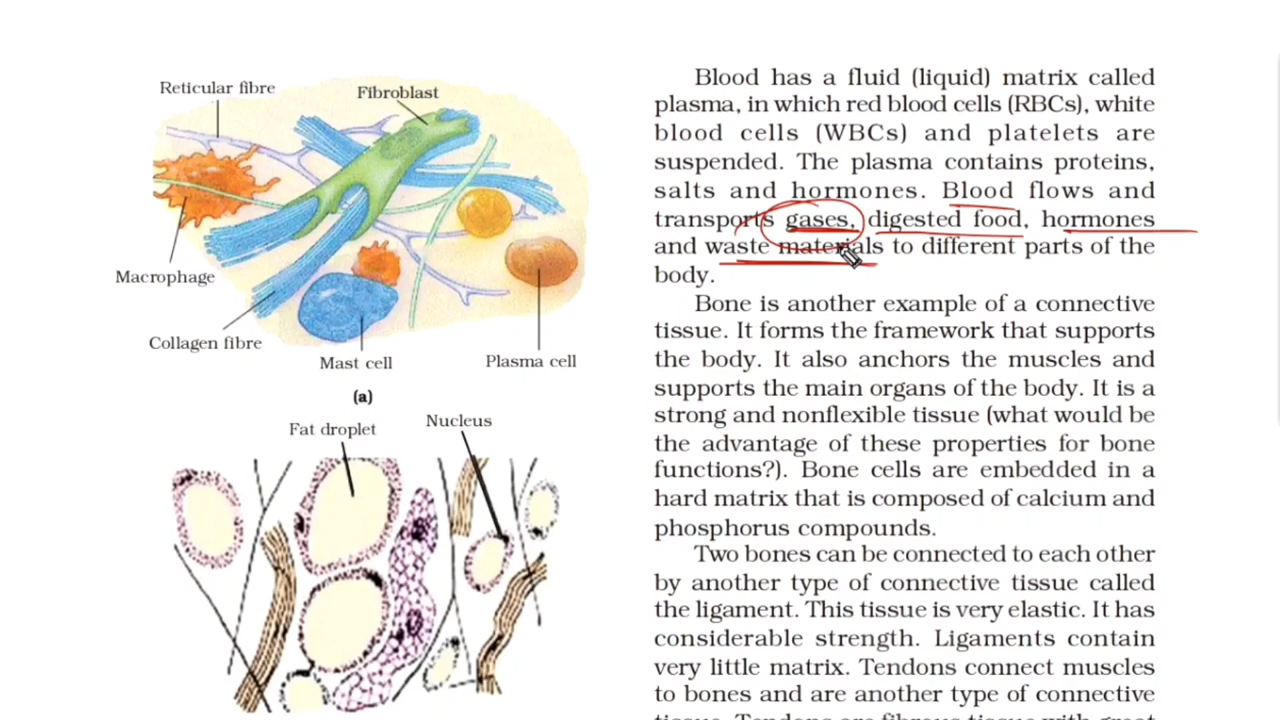 Reticular fibre
Fibroblast
Macrophage
Collagen fibre
Mast cell
Plasma cell
(a)
Fat droplet
Nucleus
Blood has a fluid (liquid) matrix called
plasma, in which red blood cells (RBCs), white
blood cells (WBCs) and platelets are
suspended. The plasma contains proteins,
salts and hormones. Blood flows and
transports gases, digested food, hormones
and waste materials to different parts of the
body.
Bone is another example of a connective
tissue. It forms the framework that supports
the body. It also anchors the muscles and
supports the main organs of the body. It is a
strong and nonflexible tissue (what would be
the advantage of these properties for bone
functions?). Bone cells are embedded in a
hard matrix that is composed of calcium and
phosphorus compounds.
Two bones can be connected to each other
by another type of connective tissue called
the ligament. This tissue is very elastic. It has
considerable strength. Ligaments contain
very little matrix. Tendons connect muscles
to bones and are another type of connective
tissue. Tendons are fibrous tissue with great